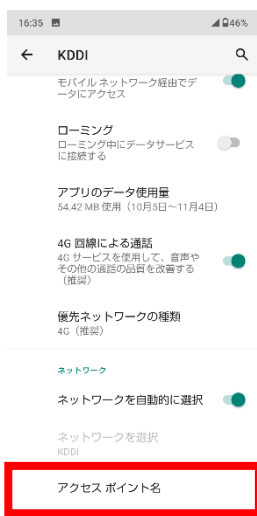 16:35 46%
KDDI
モバイル ネットワーク経由でデ
ータにアクセス
ローミング
ローミング中にデータサービス
に接続する
アプリのデータ使用量
54.42 MB 使用（10月5日～11月4日）
4G 回線による通話
4G サービスを使用して、音声や
その他の通話の品質を改善する
（推奨）
優先ネットワークの種類
4G（推奨）
ネットワーク
ネットワークを自動的に選択
ネットワークを選択
KDDI
アクセス ポイント名